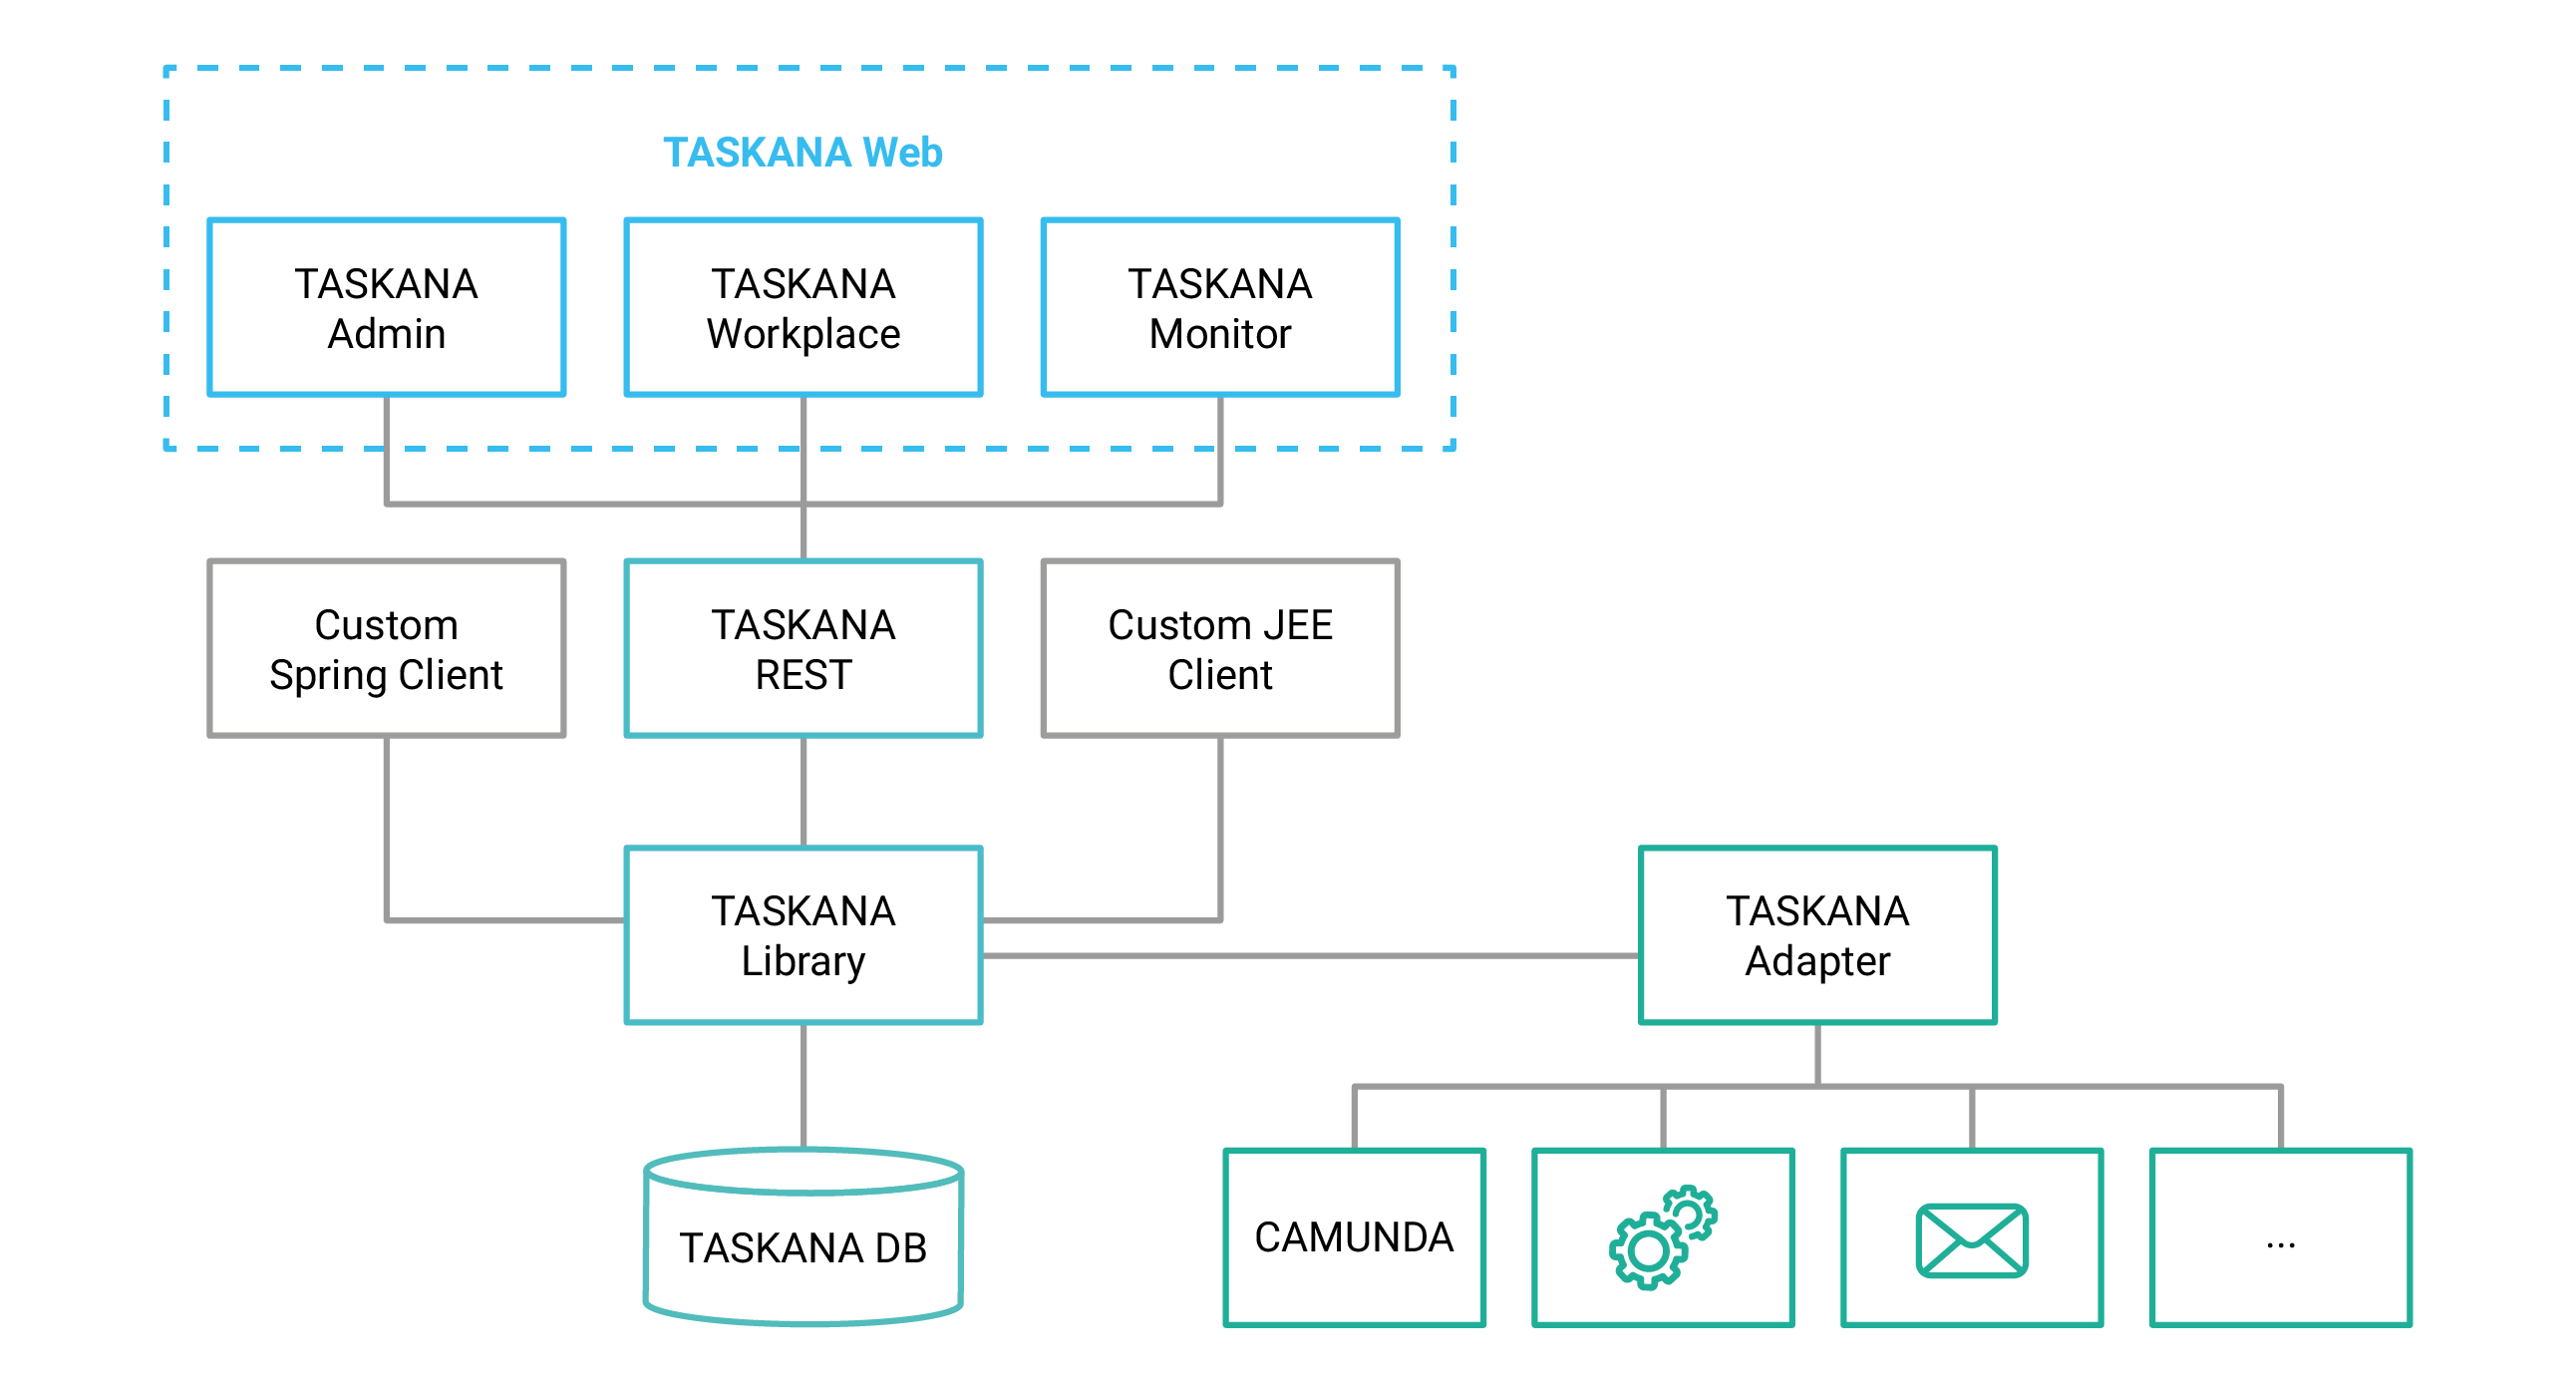 TASKANA Web
TASKANA
Admin
TASKANA
Workplace
TASKANA
Monitor
Custom
Spring Client
TASKANA
REST
Custom JEE
Client
TASKANA
Library
TASKANA
Adapter
TASKANA DB
CAMUNDA
...